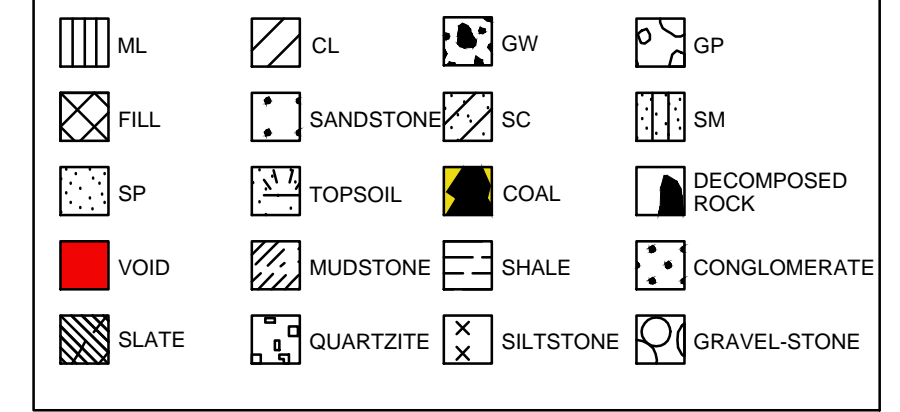 ML CL GW GP
FILL SANDSTONE SC SM
SP TOPSOIL COAL DECOMPOSED
ROCK
VOID MUDSTONE SHALE CONGLOMERATE
SLATE QUARTZITE SILTSTONE GRAVEL-STONE